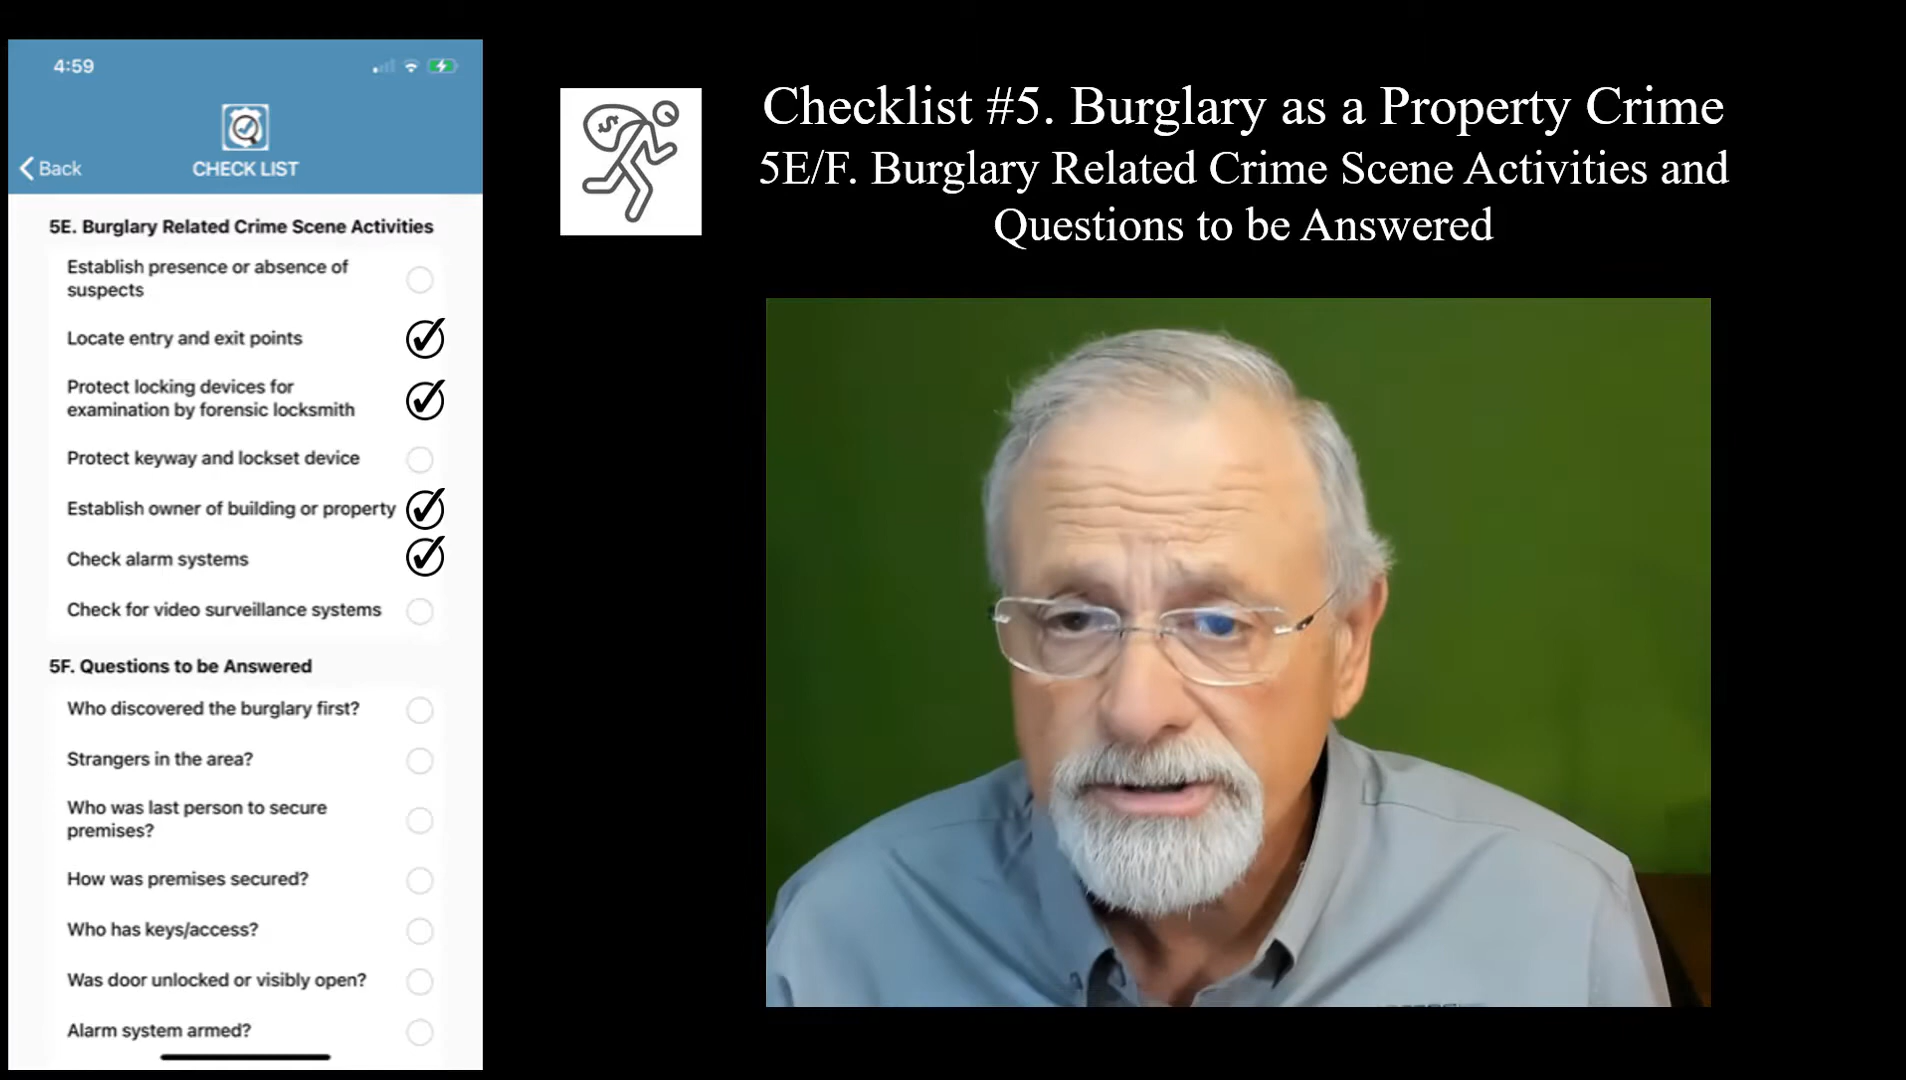 4:59
Back
CHECK LIST
5E. Burglary Related Crime Scene Activities
Establish presence or absence of
suspects
Locate entry and exit points
Protect locking devices for
examination by forensic locksmith
Protect keyway and lockset device
Establish owner of building or property
Check alarm systems
Check for video surveillance systems
5F. Questions to be Answered
Who discovered the burglary first?
Strangers in the area?
Who was last person to secure
premises?
How was premises secured?
Who has keys/access?
Was door unlocked or visibly open?
Alarm system armed?
$
Checklist #5. Burglary as a Property Crime
5E/F. Burglary Related Crime Scene Activities and
Questions to be Answered